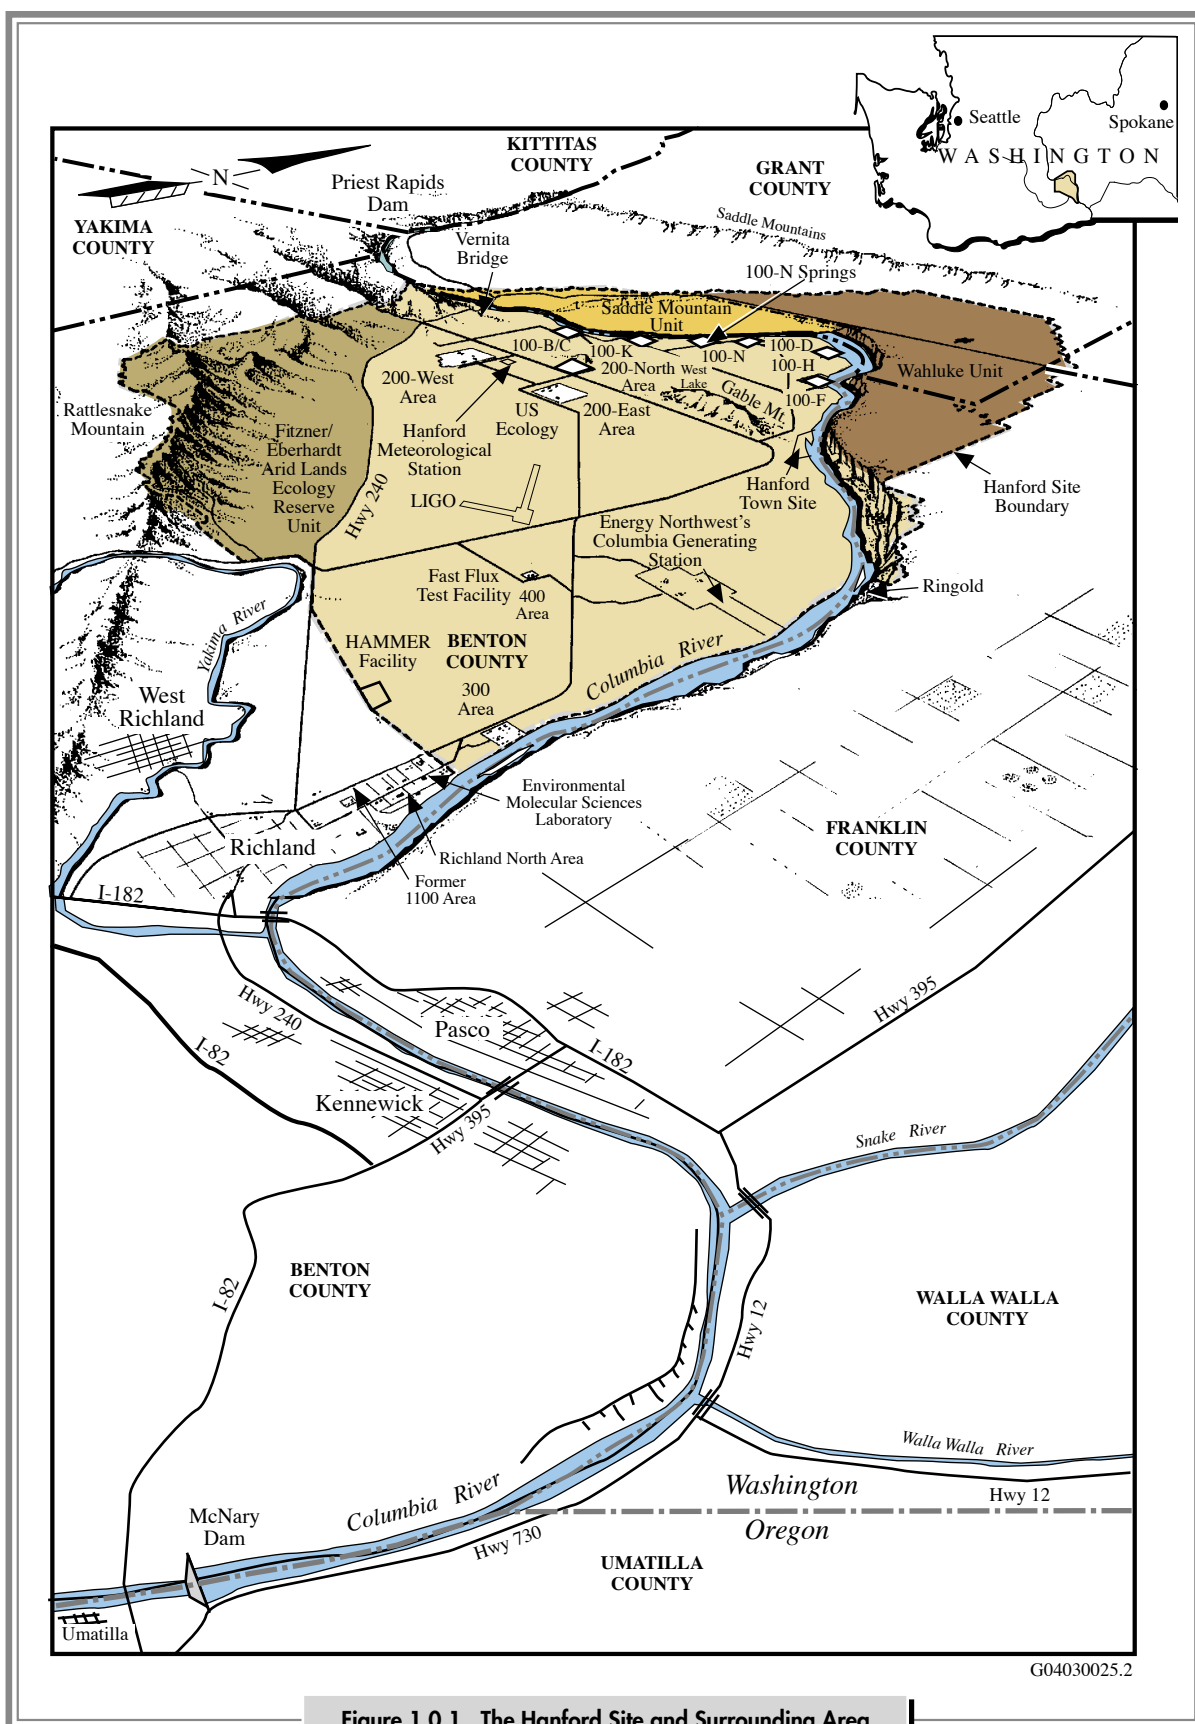 Seattle
Spokane
WASHINGTON
KITTITAS
COUNTY
GRANT
COUNTY
N
Priest Rapids
Dam
YAKIMA
COUNTY
Saddle Mountains
Vernita
Bridge
100-N Springs
Saddle Mountain
Unit
100-B/C
100-K
100-N
100-D
100-H
100-F
200-North
Area
West
Lake
Gable Mt
Wahluke Unit
200-West
Area
US
Ecology
200-East
Area
Rattlesnake
Mountain
Fitzner/
Eberhardt
Arid Lands
Ecology
Reserve
Unit
Hanford
Meteorological
Station
Hwy 240
LIGO
Hanford
Town Site
Hanford Site
Boundary
Energy Northwest's
Columbia Generating
Station
Fast Flux
Test Facility
400
Area
Ringold
Yakima River
HAMMER
Facility
BENTON
COUNTY
Columbia River
300
Area
West
Richland
Environmental
Molecular Sciences
Laboratory
FRANKLIN
COUNTY
Richland
Richland North Area
Former
1100 Area
I-182
Hwy 240
Hwy 395
Pasco
I-182
I-82
Kennewick
Hwy 395
Snake River
BENTON
COUNTY
I-82
WALLA WALLA
COUNTY
Hwy 12
Walla Walla River
Washington
Hwy 12
Columbia River
McNary
Dam
Oregon
Hwy 730
UMATILLA
COUNTY
Umatilla
G04030025.2
Figure 1.0.1. The Hanford Site and Surrounding Area